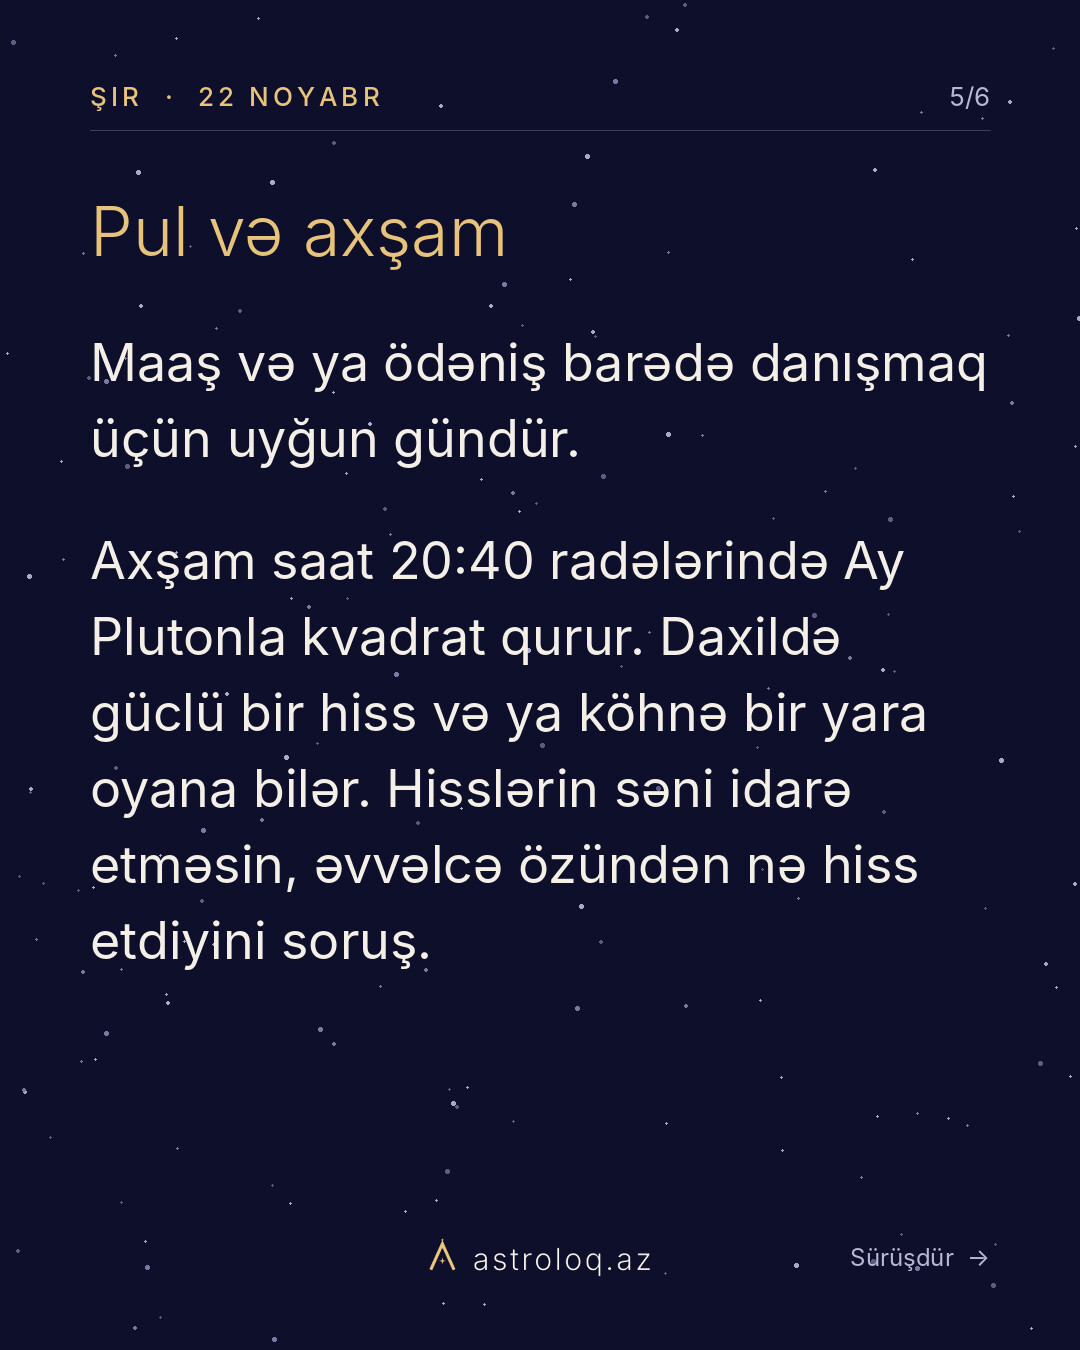 ŞIR · 22 NOYABR 5/6
Pul və axşam
Maaş və ya ödəniş barədə danışmaq
üçün uyğun gündür.
Axşam saat 20:40 radələrində Ay
Plutonla kvadrat qurur. Daxildə
güclü bir hiss və ya köhnə bir yara
oyana bilər. Hisslərin səni idarə
etməsin, əvvəlcə özündən nə hiss
etdiyini soruş.
astroloq.az Sürüşdür →